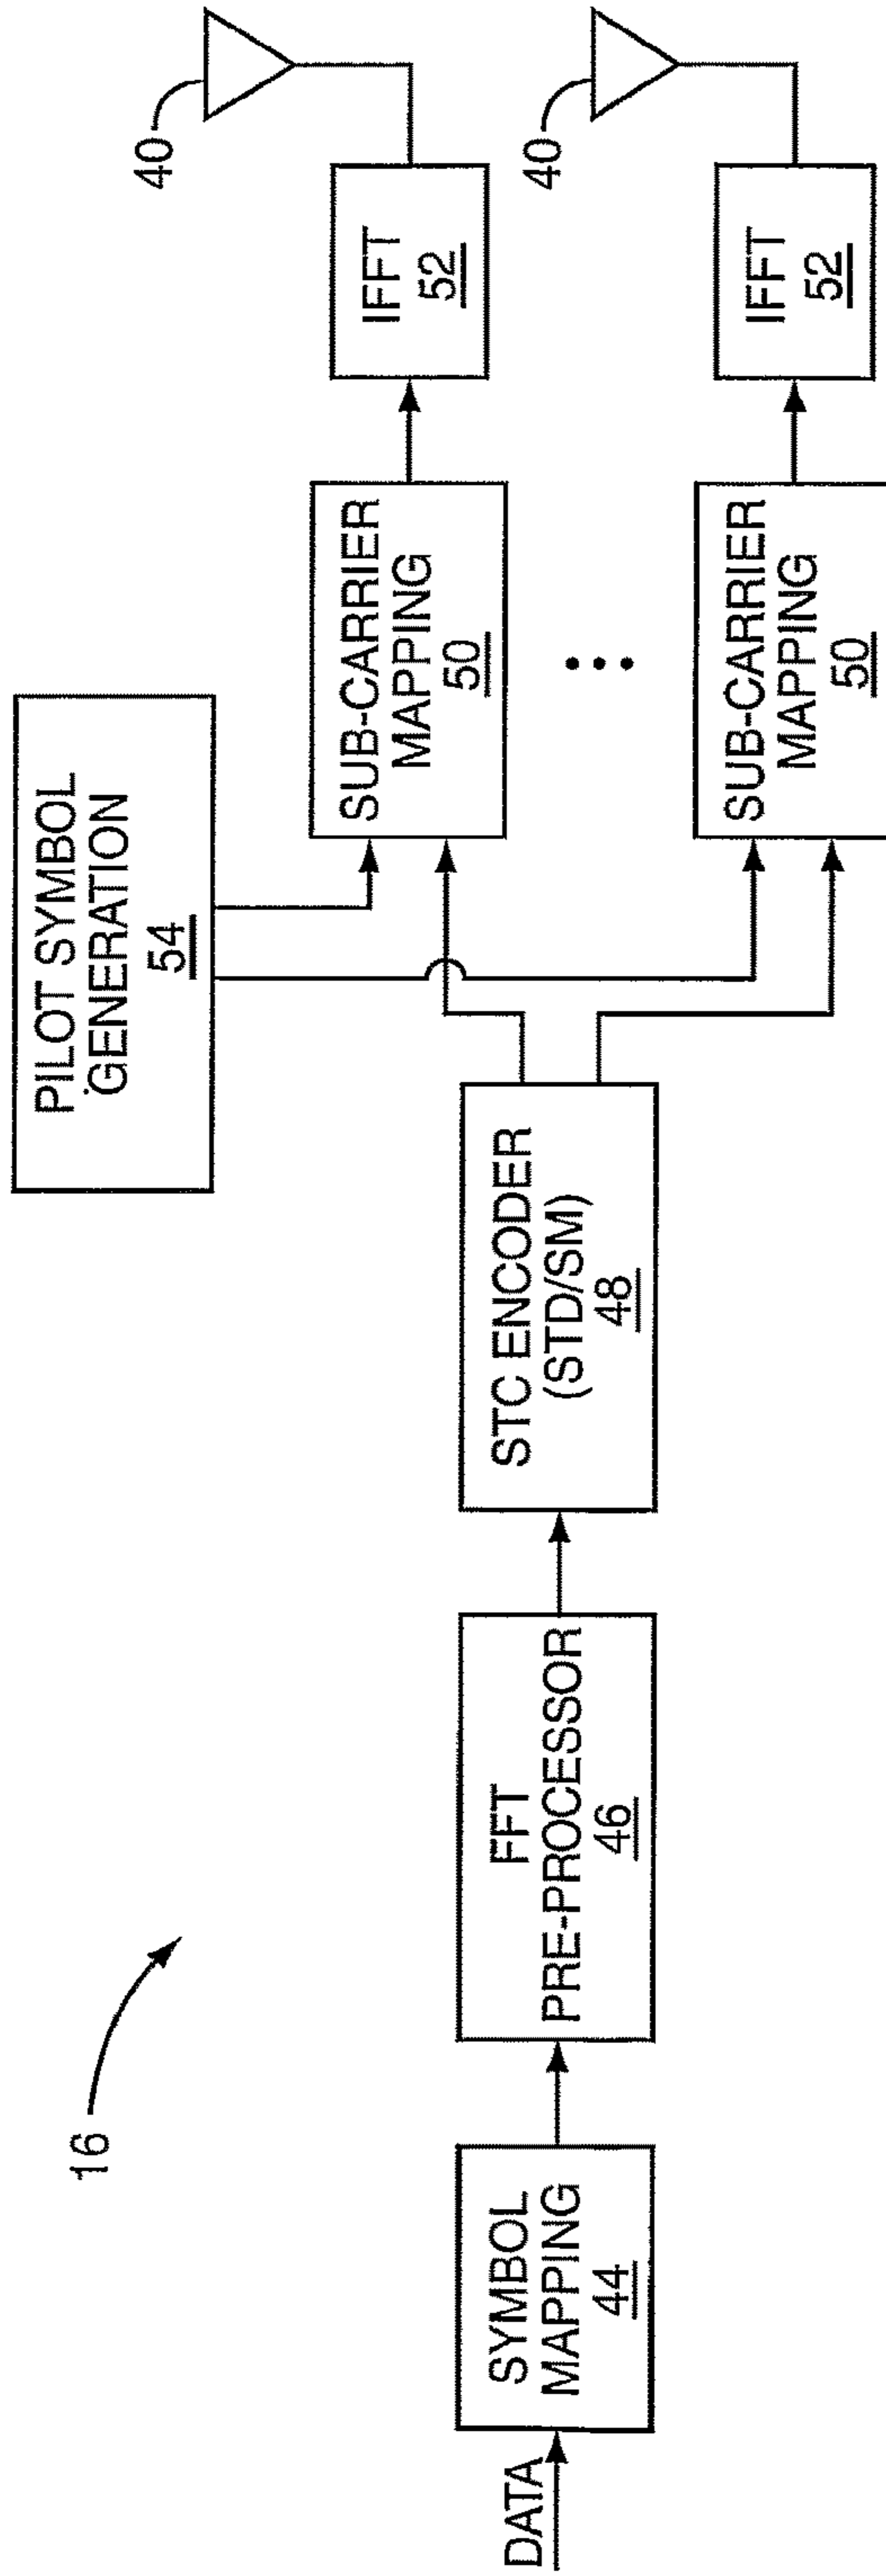 16
DATA
SYMBOL
MAPPING
44
FFT
PRE-PROCESSOR
46
STC ENCODER
(STD/SM)
48
PILOT SYMBOL
GENERATION
54
SUB-CARRIER
MAPPING
50
IFFT
52
40
SUB-CARRIER
MAPPING
50
IFFT
52
40